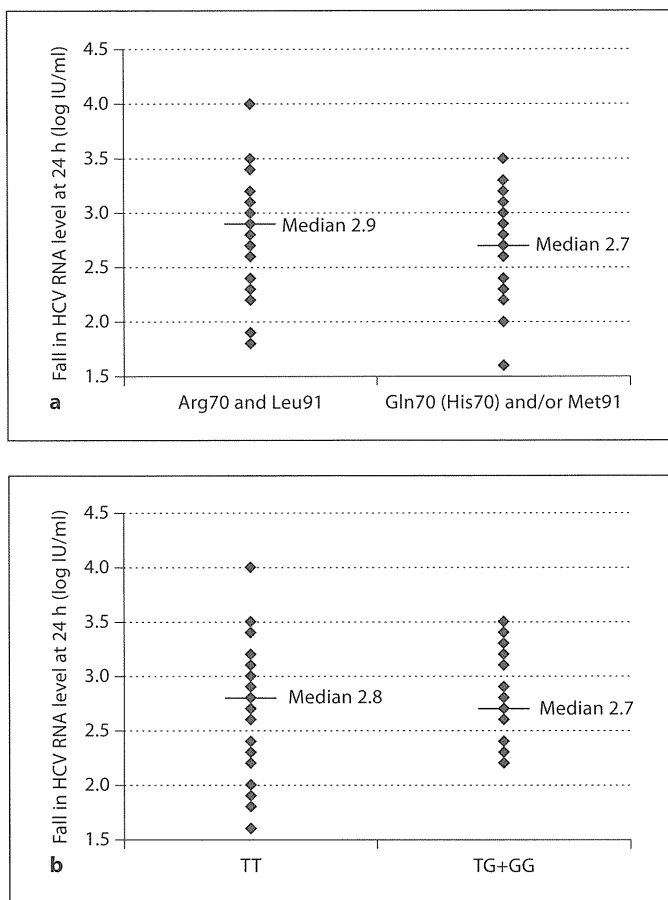 Fall in HCV RNA level at 24 h (log IU/ml)
4.5
4.0
3.5
3.0
2.5
2.0
1.5
Median 2.9
Median 2.7
a
Arg70 and Leu91
Gln70 (His70) and/or Met91
Fall in HCV RNA level at 24 h (log IU/ml)
4.5
4.0
3.5
3.0
2.5
2.0
1.5
Median 2.8
Median 2.7
b
TT
TG+GG